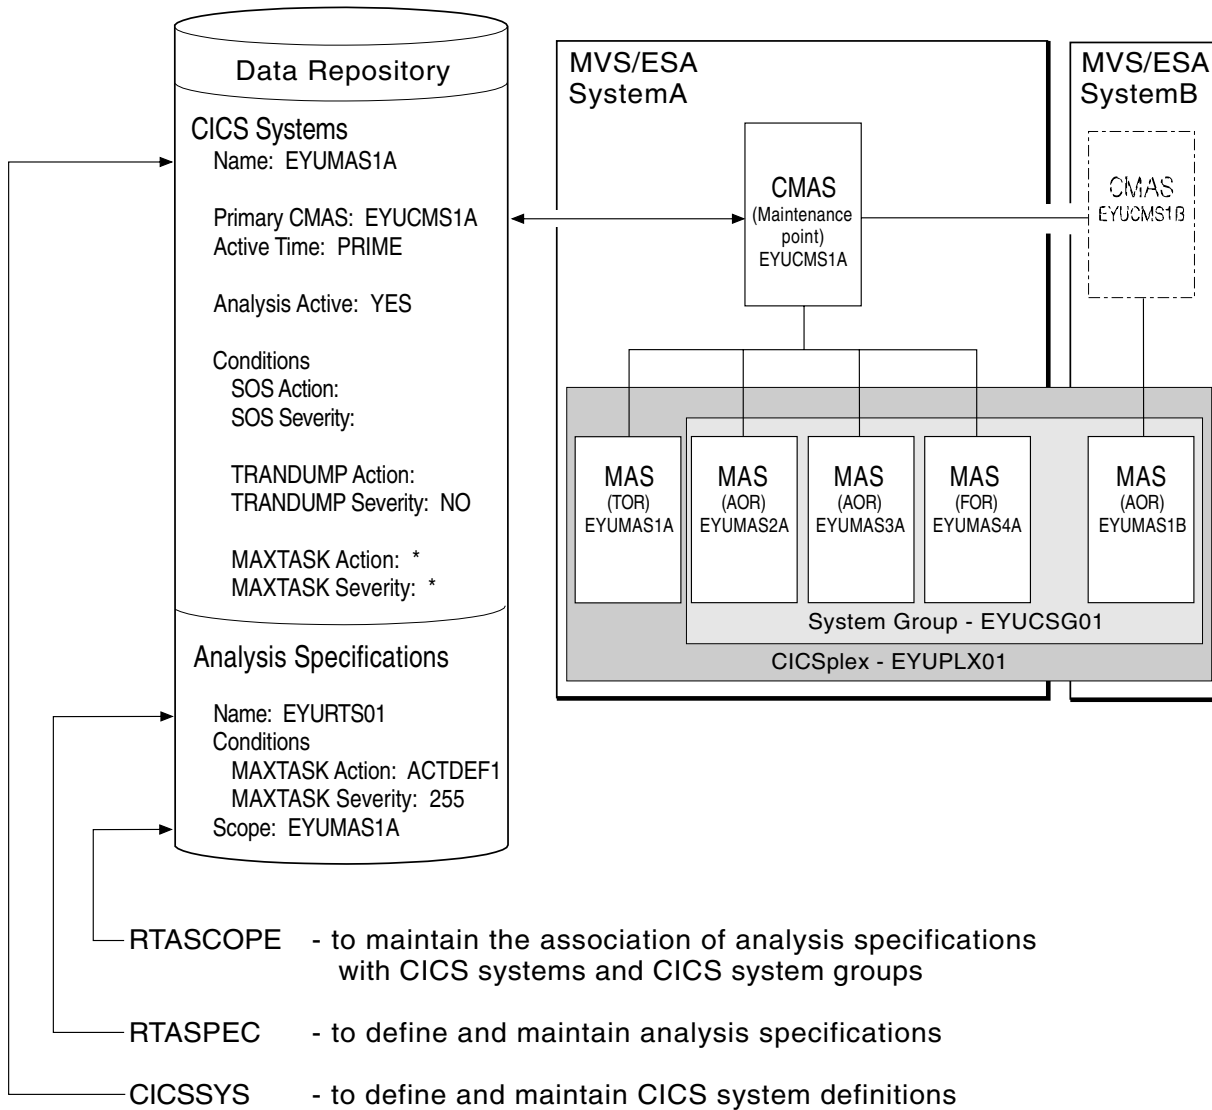 Data Repository
CICS Systems
Name: EYUMAS1A
Primary CMAS: EYUCMS1A
Active Time: PRIME
Analysis Active: YES
Conditions
SOS Action:
SOS Severity:
TRANDUMP Action:
TRANDUMP Severity: NO
MAXTASK Action: *
MAXTASK Severity: *
Analysis Specifications
Name: EYURTS01
Conditions
MAXTASK Action: ACTDEF1
MAXTASK Severity: 255
Scope: EYUMAS1A
MVS/ESA
SystemA
CMAS
(Maintenance
point)
EYUCMS1A
MVS/ESA
SystemB
CMAS
EYUCMS1B
MAS
(TOR)
EYUMAS1A
MAS
(AOR)
EYUMAS2A
MAS
(AOR)
EYUMAS3A
MAS
(FOR)
EYUMAS4A
MAS
(AOR)
EYUMAS1B
System Group - EYUCSG01
CICSplex - EYUPLX01
RTASCOPE - to maintain the association of analysis specifications
with CICS systems and CICS system groups
RTASPEC - to define and maintain analysis specifications
CICSSYS - to define and maintain CICS system definitions